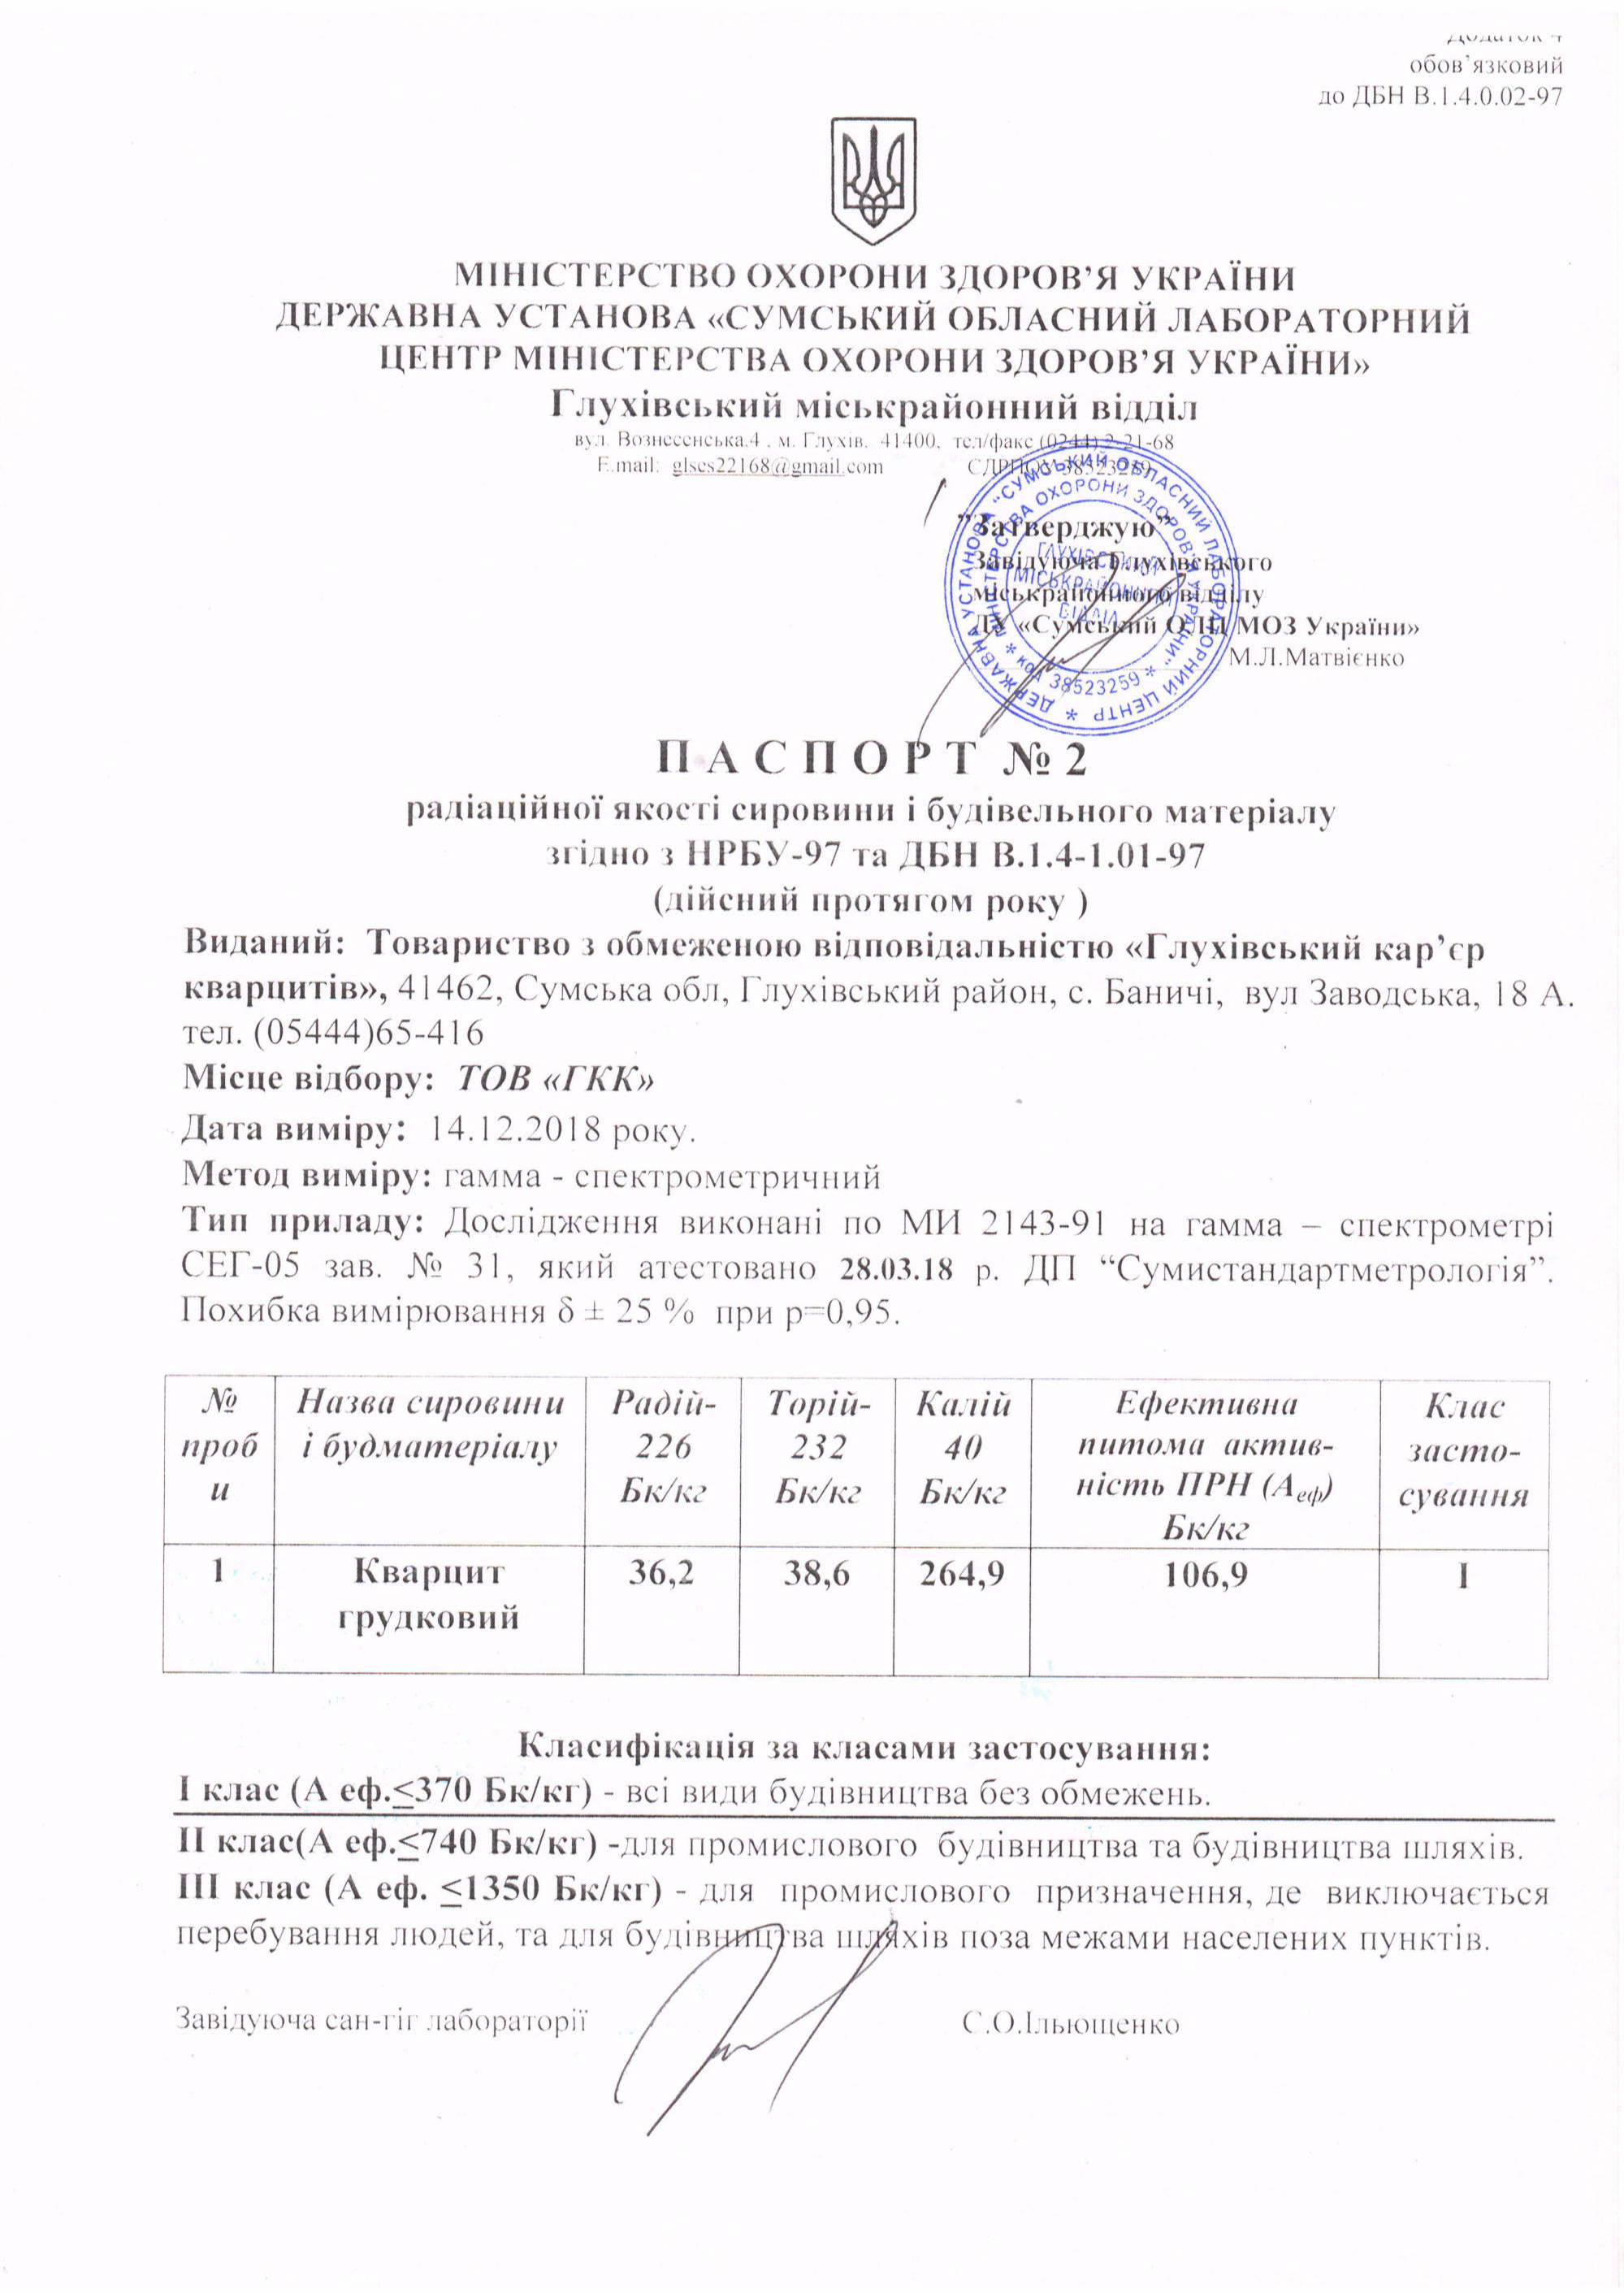 Додаток 4
обов’язковий
до ДБН В.1.4.0.02-97
МІНІСТЕРСТВО ОХОРОНИ ЗДОРОВ’Я УКРАЇНИ
ДЕРЖАВНА УСТАНОВА «СУМСЬКИЙ ОБЛАСНИЙ ЛАБОРАТОРНИЙ
ЦЕНТР МІНІСТЕРСТВА ОХОРОНИ ЗДОРОВ’Я УКРАЇНИ»
Глухівський міськрайонний відділ
вул. Вознесенська,4 , м. Глухів, 41400, тел/факс (0244) 2-21-68
E.mail: glses22168@gmail.com ЄДРПОУ 38523259
”Затверджую”
Завідуюча Глухівського
міськрайонного відділу
ДУ «Сумський ОЛЦ МОЗ України»
М.Л.Матвієнко
ДЕРЖАВНА УСТАНОВА “СУМСЬКИЙ ОБЛАСНИЙ ЛАБОРАТОРНИЙ ЦЕНТР
МІНІСТЕРСТВА ОХОРОНИ ЗДОРОВ’Я УКРАЇНИ”
* код 38523259 *
ГЛУХІВСЬКИЙ
МІСЬКРАЙОННИЙ
ВІДДІЛ
П А С П О Р Т № 2
радіаційної якості сировини і будівельного матеріалу
згідно з НРБУ-97 та ДБН В.1.4-1.01-97
(дійсний протягом року )
Виданий: Товариство з обмеженою відповідальністю «Глухівський кар’єр
кварцитів», 41462, Сумська обл, Глухівський район, с. Баничі, вул Заводська, 18 А.
тел. (05444)65-416
Місце відбору: ТОВ «ГКК»
Дата виміру: 14.12.2018 року.
Метод виміру: гамма - спектрометричний
Тип приладу: Дослідження виконані по МИ 2143-91 на гамма – спектрометрі
СЕГ-05 зав. № 31, який атестовано 28.03.18 р. ДП “Сумистандартметрологія”.
Похибка вимірювання δ ± 25 % при р=0,95.
№ проби Назва сировини і будматеріалу Радій-226 Бк/кг Торій-232 Бк/кг Калій 40 Бк/кг Ефективна питома актив-ність ПРН (Аеф) Бк/кг Клас засто-сування
1 Кварцит грудковий 36,2 38,6 264,9 106,9 I
Класифікація за класами застосування:
I клас (А еф.≤370 Бк/кг) - всі види будівництва без обмежень.
II клас(А еф.≤740 Бк/кг) -для промислового будівництва та будівництва шляхів.
III клас (А еф. ≤1350 Бк/кг) - для промислового призначення, де виключається
перебування людей, та для будівництва шляхів поза межами населених пунктів.
Завідуюча сан-гіг лабораторії С.О.Ільющенко